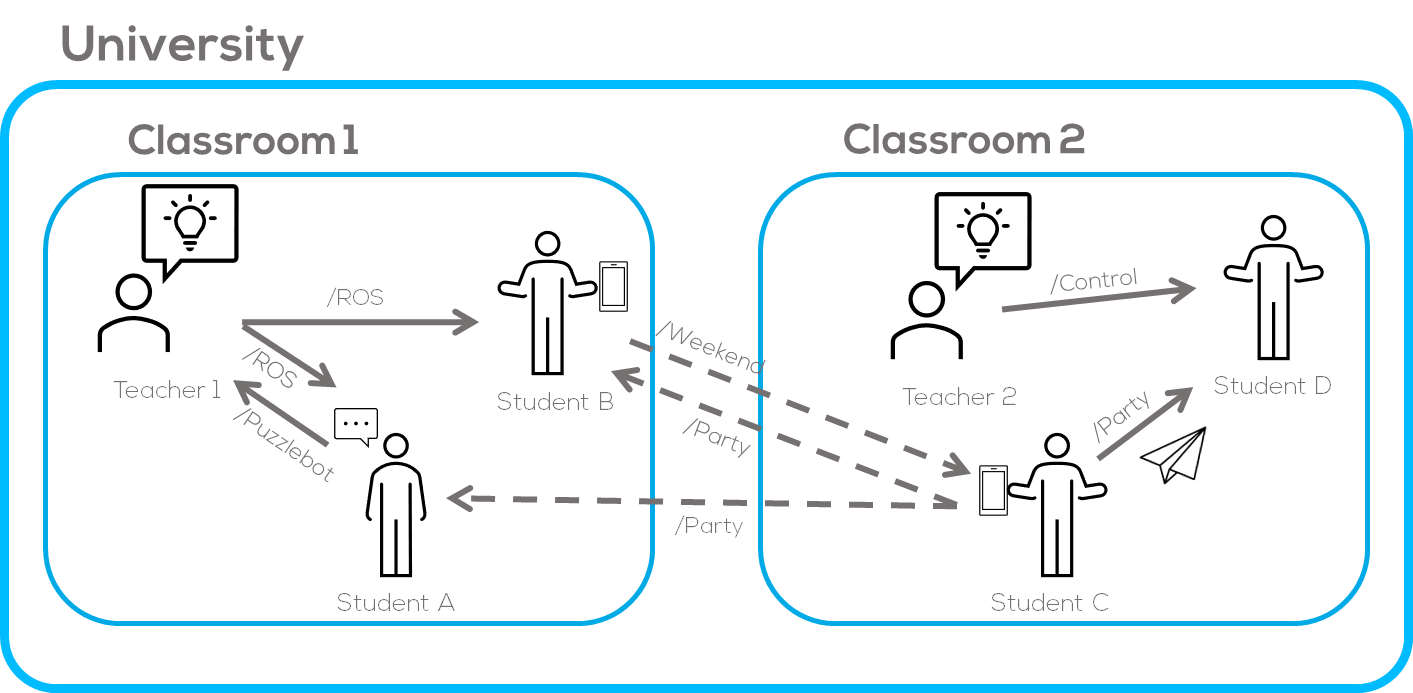 University
Classroom 1
Classroom 2
/ROS
/ROS
Teacher 1
/Puzzlebot
Student B
Student A
/Weekend
/Party
/Party
/Control
Teacher 2
Student D
/Party
Student C